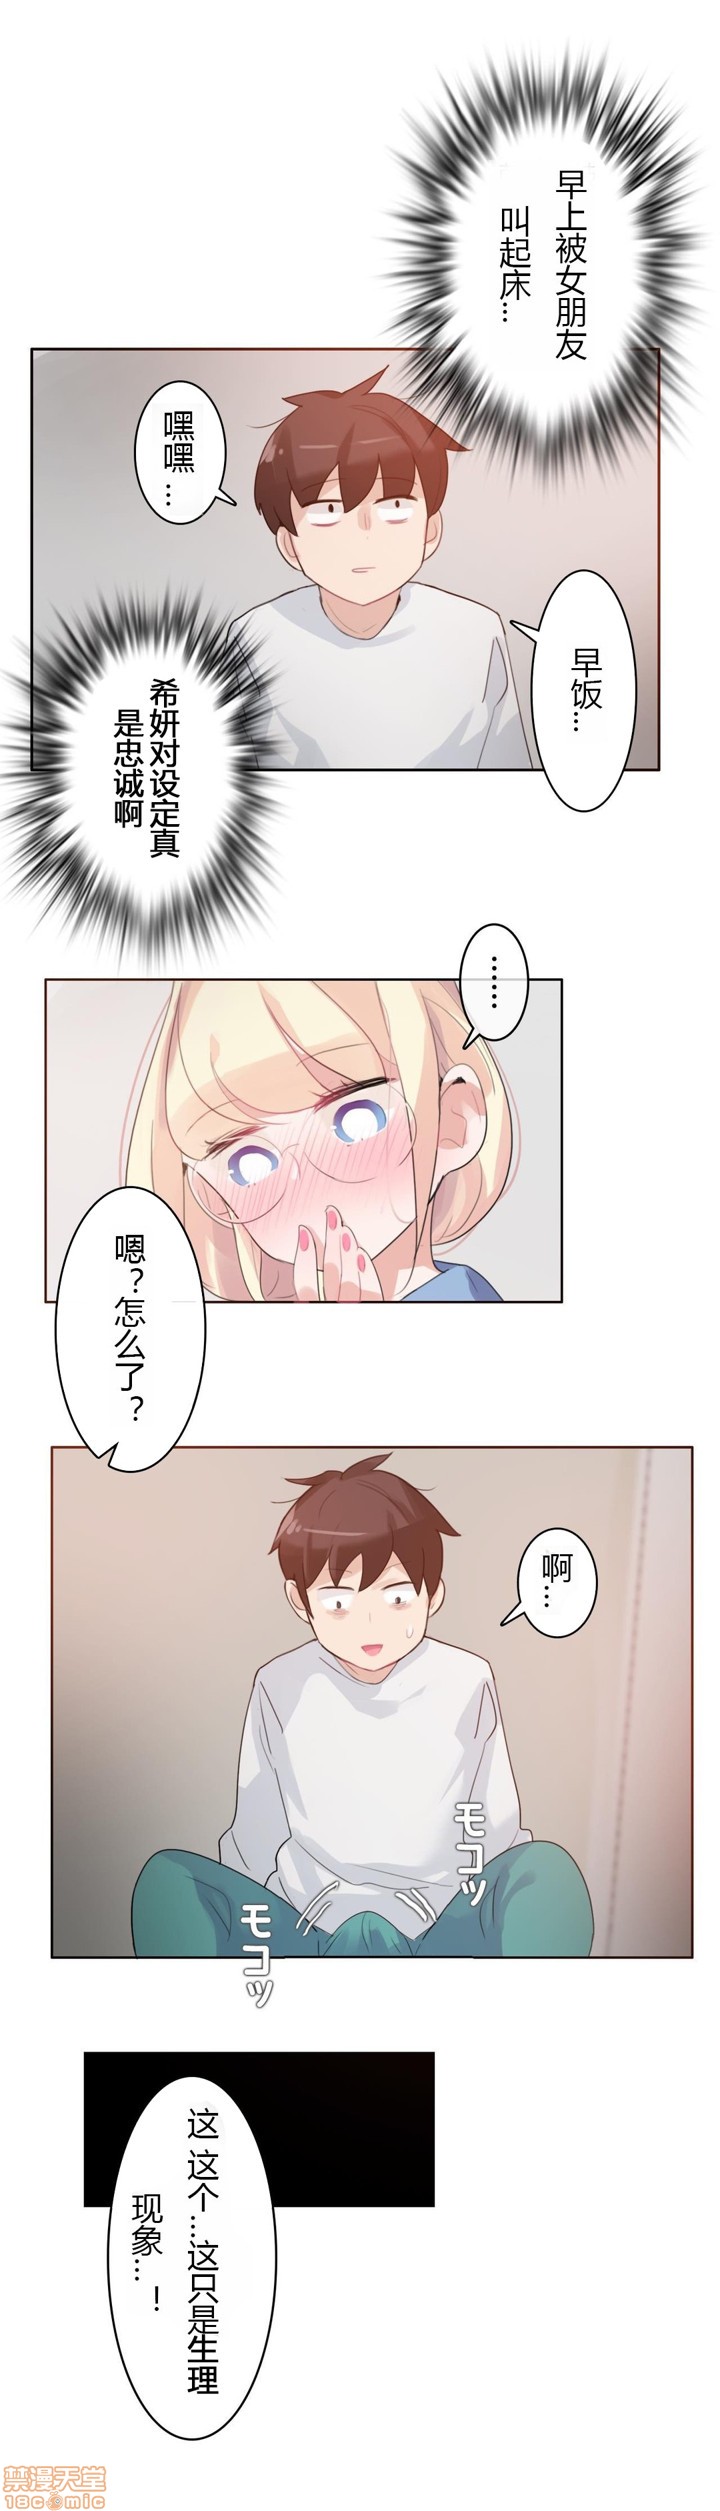 早上被女朋友
叫起床…
嘿嘿…
早饭…
希妍对设定真
是忠诚啊
……
嗯？怎么了？
啊…
モコッ
モコッ
这 这个…这只是生理
现象…！
禁漫天堂
18comic